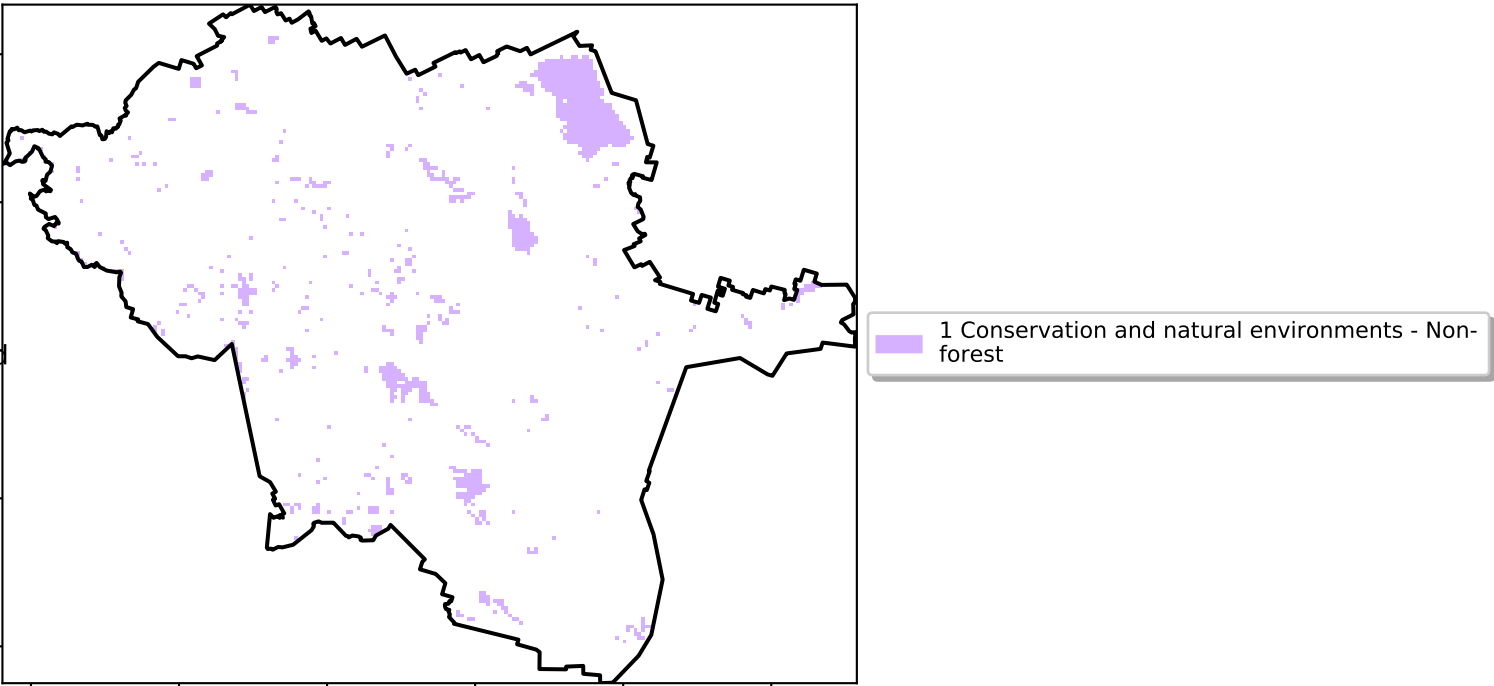 1 Conservation and natural environments - Non-
forest